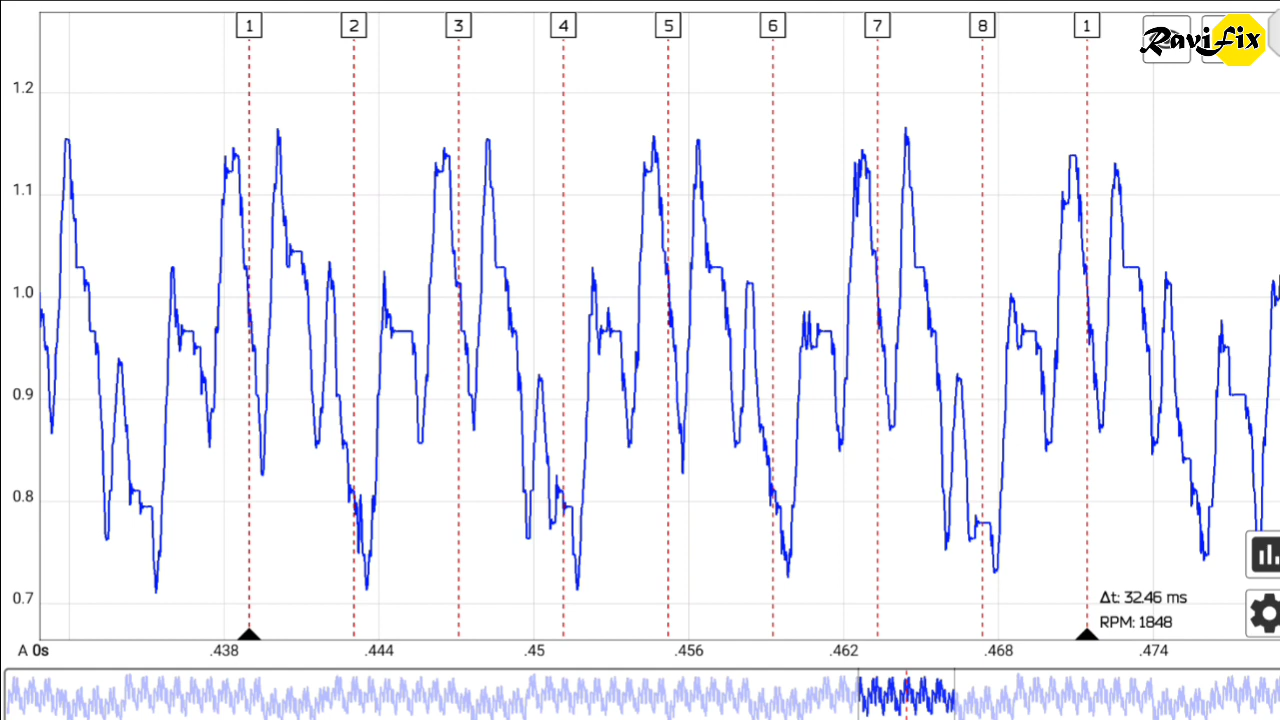 1 2 3 4 5 6 7 8 1
RaviFix
1.2
1.1
1.0
0.9
0.8
0.7
Δt: 32.46 ms
RPM: 1848
A 0s .438 .444 .45 .456 .462 .468 .474